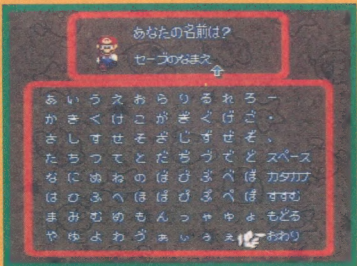 あなたの名前は?
セーブのなまえ
あ い う え お ら り る れ ろ ー
か き く け こ が ぎ ぐ げ ご ・
さ し す せ そ ざ じ ず ぜ ぞ 、
た ち つ て と だ ぢ づ で ど スペース
な に ぬ ね の ば び ぶ べ ぼ カタカナ
は ひ ふ へ ほ ぱ ぴ ぷ ぺ ぽ すすむ
ま み む め も ん っ ゃ ゅ ょ もどる
や ゆ よ わ を ぁ ぃ ぅ ぇ おわり